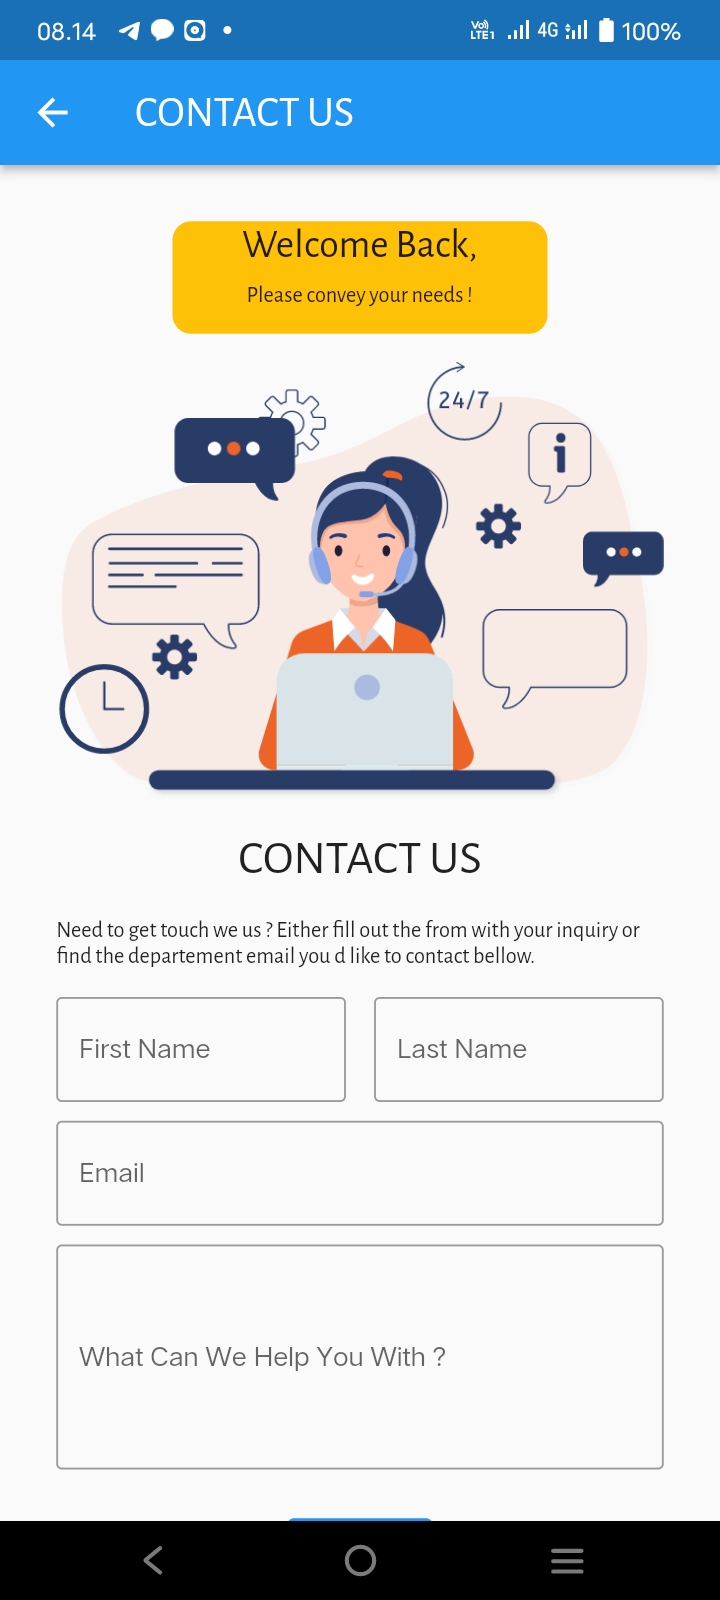 08.14
Vo)) LTE1 4G 100%
CONTACT US
Welcome Back,
Please convey your needs !
24/7
i
CONTACT US
Need to get touch we us ? Either fill out the from with your inquiry or
find the departement email you d like to contact bellow.
First Name
Last Name
Email
What Can We Help You With ?